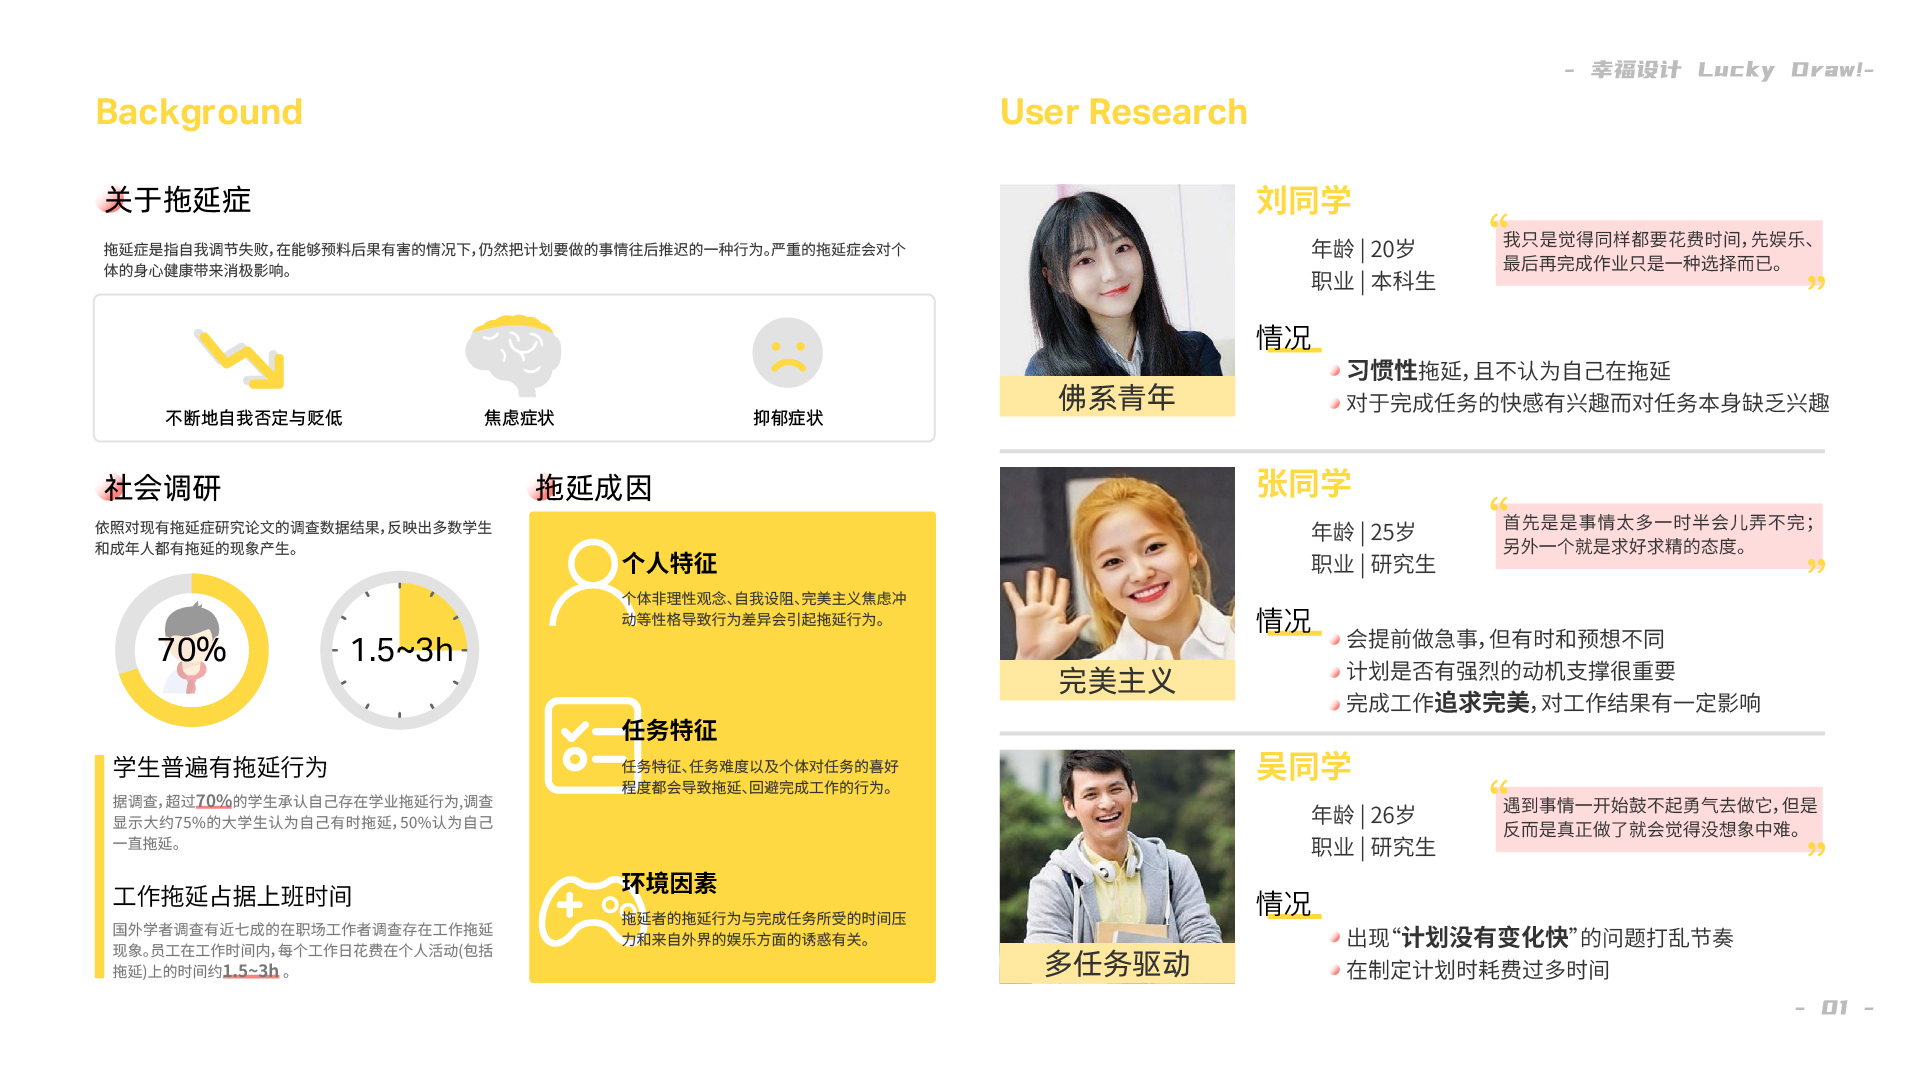 - 幸福设计 Lucky Draw!-
Background
关于拖延症
拖延症是指自我调节失败,在能够预料后果有害的情况下,仍然把计划要做的事情往后推迟的一种行为。严重的拖延症会对个
体的身心健康带来消极影响。
不断地自我否定与贬低
焦虑症状
抑郁症状
社会调研
依照对现有拖延症研究论文的调查数据结果,反映出多数学生
和成年人都有拖延的现象产生。
70%
1.5~3h
学生普遍有拖延行为
据调查,超过70%的学生承认自己存在学业拖延行为,调查
显示大约75%的大学生认为自己有时拖延,50%认为自己
一直拖延。
工作拖延占据上班时间
国外学者调查有近七成的在职场工作者调查存在工作拖延
现象。员工在工作时间内,每个工作日花费在个人活动(包括
拖延)上的时间约1.5~3h 。
拖延成因
个人特征
个体非理性观念、自我设阻、完美主义焦虑冲
动等性格导致行为差异会引起拖延行为。
任务特征
任务特征、任务难度以及个体对任务的喜好
程度都会导致拖延、回避完成工作的行为。
环境因素
拖延者的拖延行为与完成任务所受的时间压
力和来自外界的娱乐方面的诱惑有关。
User Research
佛系青年
刘同学
年龄 | 20岁
职业 | 本科生
“
我只是觉得同样都要花费时间,先娱乐、
最后再完成作业只是一种选择而已。
”
情况
习惯性拖延,且不认为自己在拖延
对于完成任务的快感有兴趣而对任务本身缺乏兴趣
完美主义
张同学
年龄 | 25岁
职业 | 研究生
“
首先是是事情太多一时半会儿弄不完;
另外一个就是求好求精的态度。
”
情况
会提前做急事,但有时和预想不同
计划是否有强烈的动机支撑很重要
完成工作追求完美,对工作结果有一定影响
多任务驱动
吴同学
年龄 | 26岁
职业 | 研究生
“
遇到事情一开始鼓不起勇气去做它,但是
反而是真正做了就会觉得没想象中难。
”
情况
出现“计划没有变化快”的问题打乱节奏
在制定计划时耗费过多时间
- 01 -